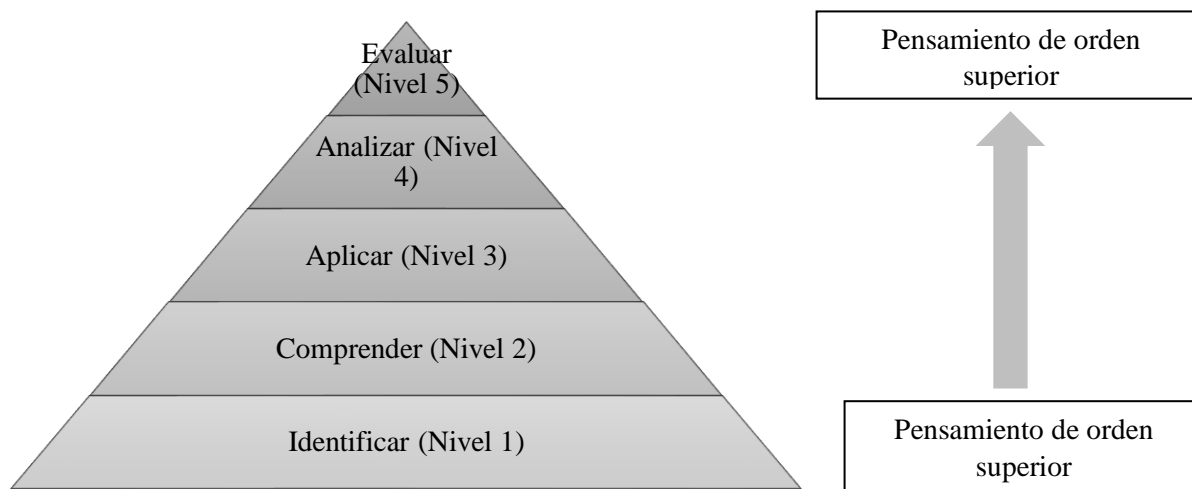 Evaluar
(Nivel 5)
Analizar (Nivel
4)
Aplicar (Nivel 3)
Comprender (Nivel 2)
Identificar (Nivel 1)
Pensamiento de orden
superior
Pensamiento de orden
superior